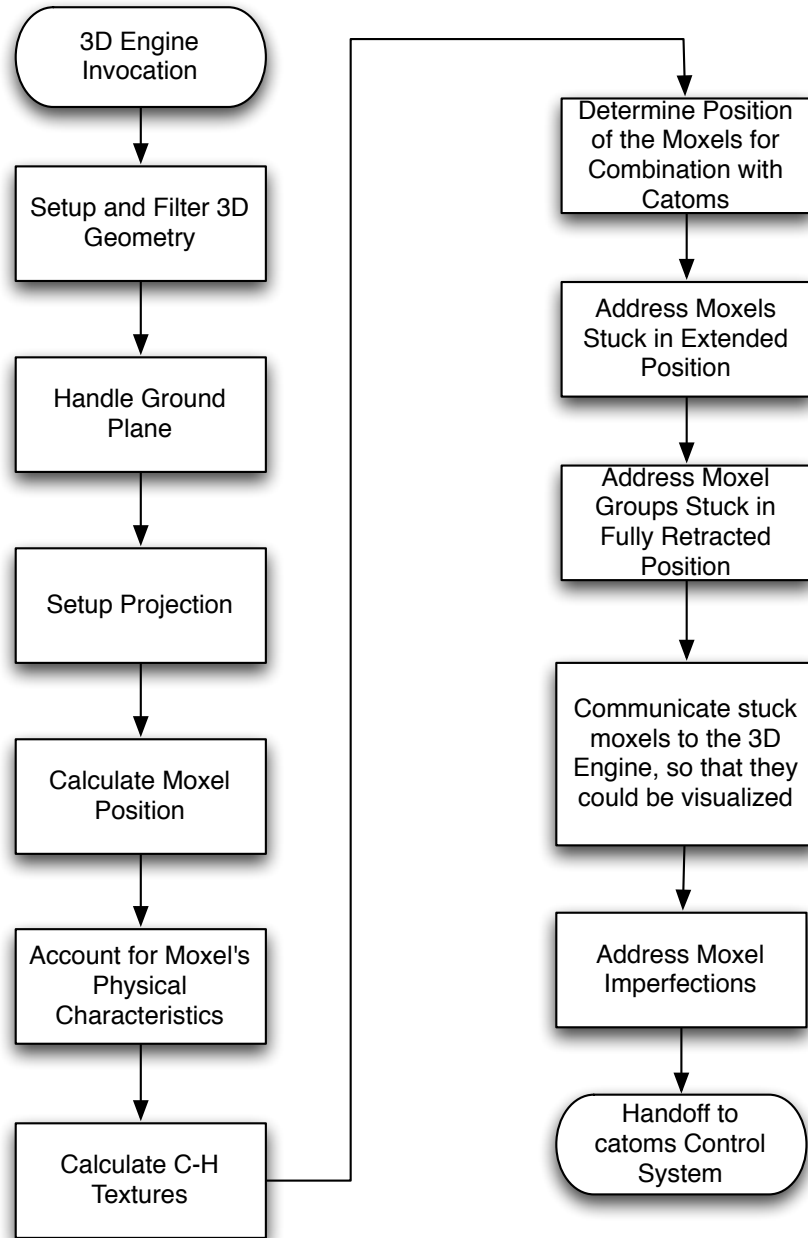 3D Engine
Invocation
Setup and Filter 3D
Geometry
Handle Ground
Plane
Setup Projection
Calculate Moxel
Position
Account for Moxel's
Physical
Characteristics
Calculate C-H
Textures
Determine Position
of the Moxels for
Combination with
Catoms
Address Moxels
Stuck in Extended
Position
Address Moxel
Groups Stuck in
Fully Retracted
Position
Communicate stuck
moxels to the 3D
Engine, so that they
could be visualized
Address Moxel
Imperfections
Handoff to
catoms Control
System